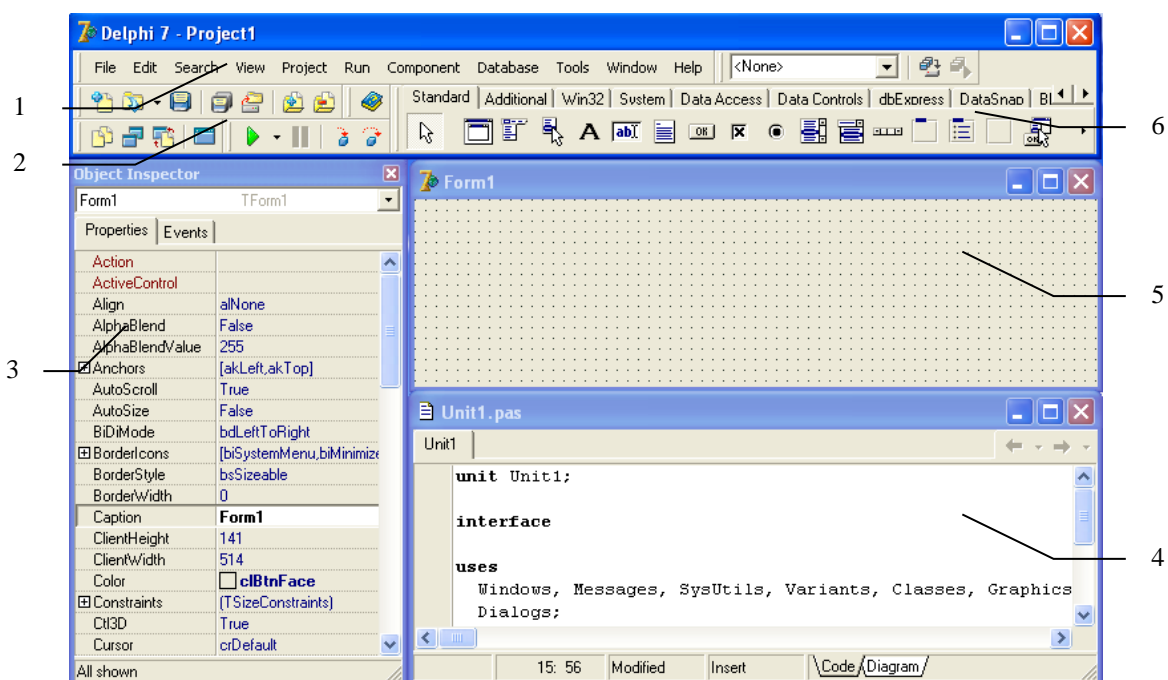 Delphi 7 - Project1
File Edit Search View Project Run Component Database Tools Window Help <None>
1
Standard Additional Win32 System Data Access Data Controls dbExpress DataSnap
6
2
Object Inspector
Form1 TForm1
Properties Events
Action
ActiveControl
Align alNone
AlphaBlend False
AlphaBlendValue 255
Anchors [akLeft,akTop]
AutoScroll True
AutoSize False
BiDiMode bdLeftToRight
BorderIcons [biSystemMenu,biMinimize
BorderStyle bsSizeable
BorderWidth 0
Caption Form1
ClientHeight 141
ClientWidth 514
Color clBtnFace
Constraints (TSizeConstraints)
Ctl3D True
Cursor crDefault
All shown
3
Form1
5
Unit1.pas
Unit1
unit Unit1;
interface
uses
Windows, Messages, SysUtils, Variants, Classes, Graphics
Dialogs;
4
15: 56 Modified Insert Code Diagram